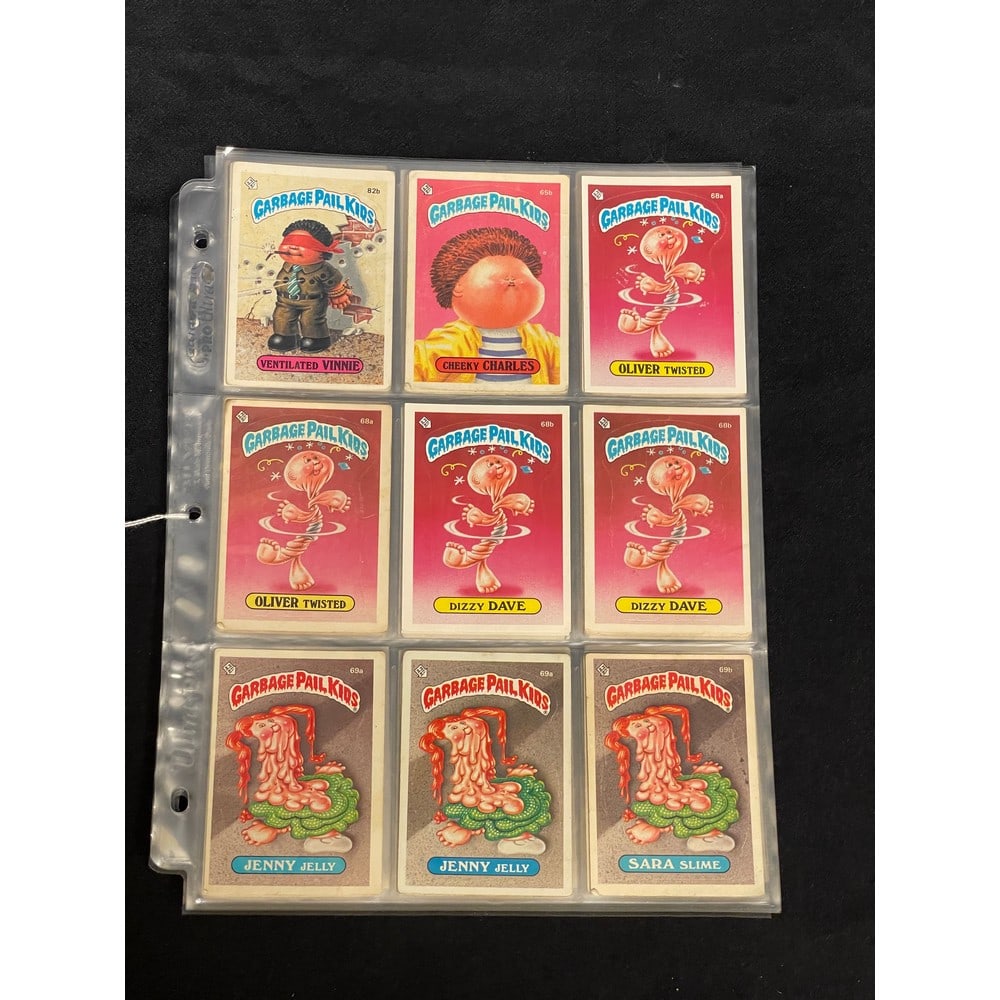 82b
GARBAGE PAIL KIDS
VENTILATED VINNIE
65b
GARBAGE PAIL KIDS
CHEEKY CHARLES
68a
GARBAGE PAIL KIDS
OLIVER TWISTED
68a
GARBAGE PAIL KIDS
OLIVER TWISTED
68b
GARBAGE PAIL KIDS
DIZZY DAVE
68b
GARBAGE PAIL KIDS
DIZZY DAVE
69a
GARBAGE PAIL KIDS
JENNY JELLY
69a
GARBAGE PAIL KIDS
JENNY JELLY
69b
GARBAGE PAIL KIDS
SARA SLIME